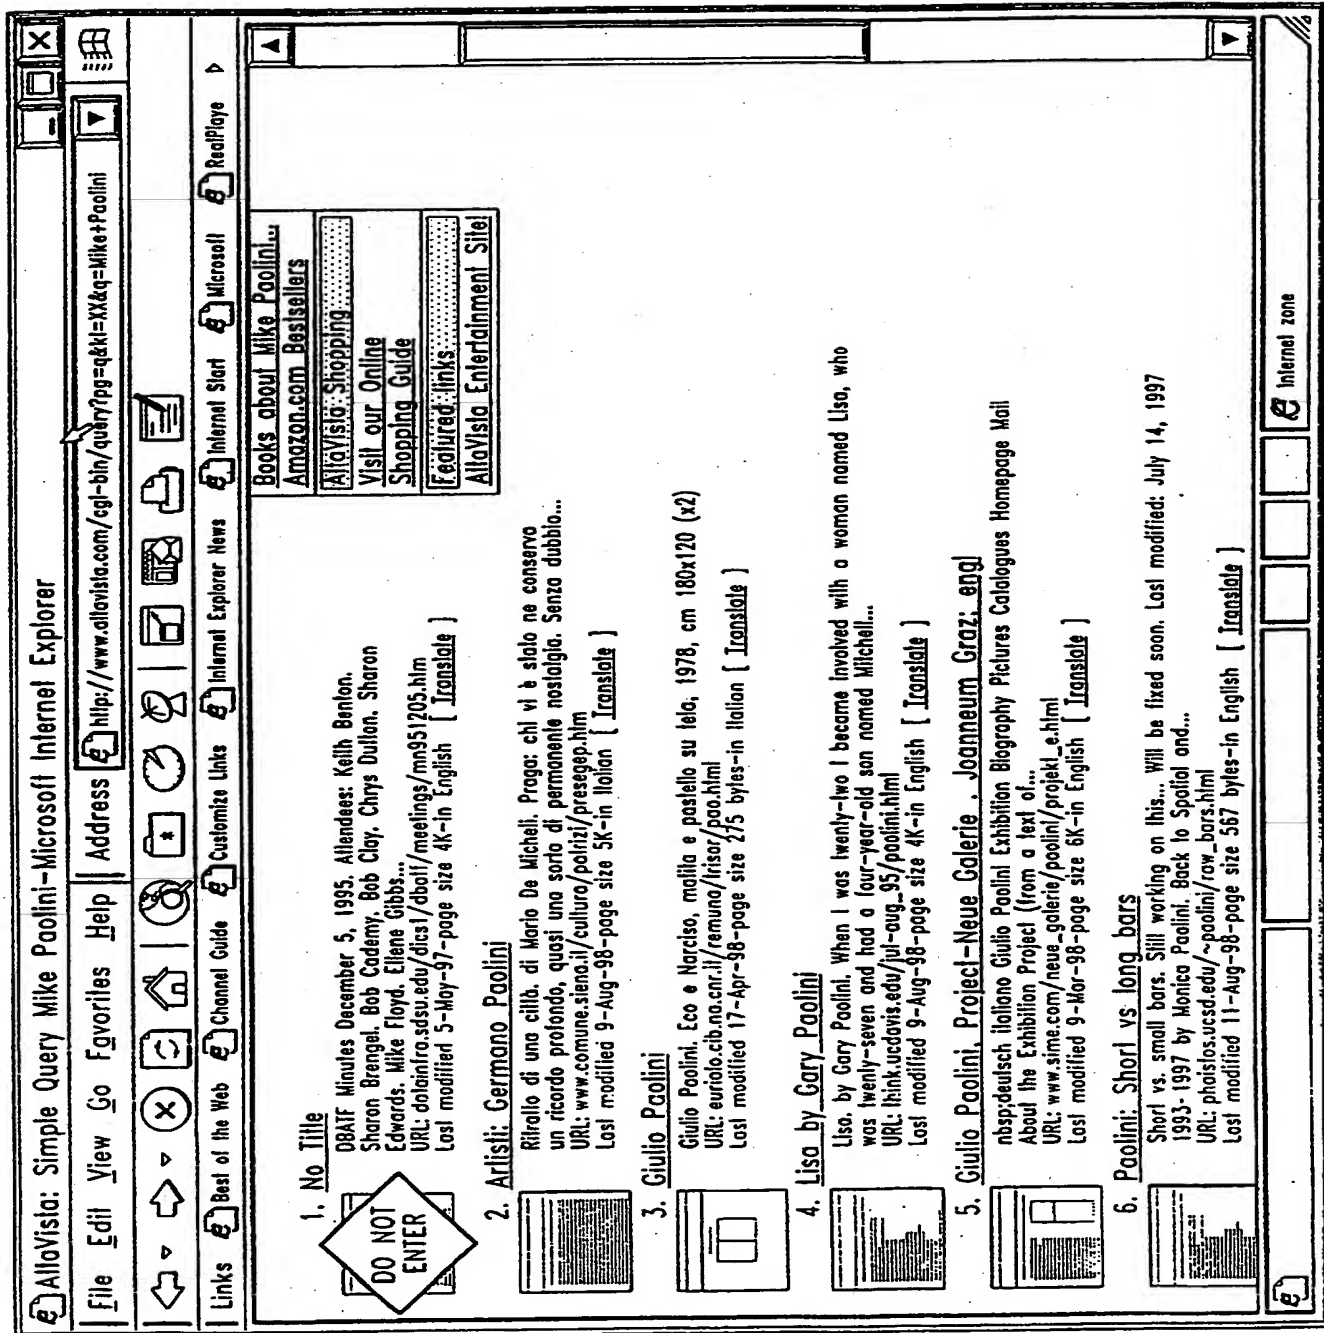 AltaVista: Simple Query Mike Paolini-Microsoft Internet Explorer
File Edit View Go Favorites Help Address http://www.altavista.com/cgi-bin/query?pg=q&kl=XX&q=Mike+Paolini
Links Best of the Web Channel Guide Customize Links Internet Explorer News Internet Start Microsoft RealPlaye
Books about Mike Paolini...
Amazon.com Bestsellers
AltaVista Shopping
Visit our Online
Shopping Guide
Featured links
AltaVista Entertainment Site!
DO NOT
ENTER
1. No Title
DBATF Minutes December 5, 1995. Attendees: Keith Benton.
Sharon Brengel. Bob Cademy. Bob Clay. Chrys Dutton. Sharon
Edwards. Mike Floyd. Ellene Gibbs...
URL: datainfra.sdsu.edu/dics1/dbatf/meetings/mn951205.htm
Last modified 5-May-97-page size 4K-in English [ Translate ]
2. Artisti: Germano Paolini
Ritratto di una città. di Mario De Micheli. Praga: chi vi è stato ne conserva
un ricordo profondo, quasi una sorta di permanente nostalgia. Senza dubbio...
URL: www.comune.siena.it/cultura/patrizi/presegep.htm
Last modified 9-Aug-98-page size 5K-in Italian [ Translate ]
3. Giulio Paolini
Giulio Paolini. Eco e Narciso, matita e pastello su tela, 1978, cm 180x120 (x2)
URL: euriale.cib.na.cnr.it/remuna/frisor/pao.html
Last modified 17-Apr-98-page size 275 bytes-in Italian [ Translate ]
4. Lisa by Gary Paolini
Lisa. by Gary Paolini. When I was twenty-two I became involved with a woman named Lisa, who
was twenty-seven and had a four-year-old son named Mitchell...
URL: think.ucdavis.edu/jul-aug_95/paolini.html
Last modified 9-Aug-98-page size 4K-in English [ Translate ]
5. Giulio Paolini, Project-Neue Galerie . Joanneum Graz: engl
nbsp;deutsch italiano Giulio Paolini Exhibition Biography Pictures Catalogues Homepage Mail
About the Exhibition Project (from a text of...
URL: www.sime.com/neue_galerie/paolini/projekt_e.html
Last modified 9-Mar-98-page size 6K-in English [ Translate ]
6. Paolini: Short vs long bars
Short vs. small bars. Still working on this... Will be fixed soon. Last modified: July 14, 1997
1993- 1997 by Monica Paolini. Back to Spatial and...
URL: phaistos.ucsd.edu/~paolini/raw_bars.html
Last modified 11-Aug-98-page size 567 bytes-in English [ Translate ]
Internet zone